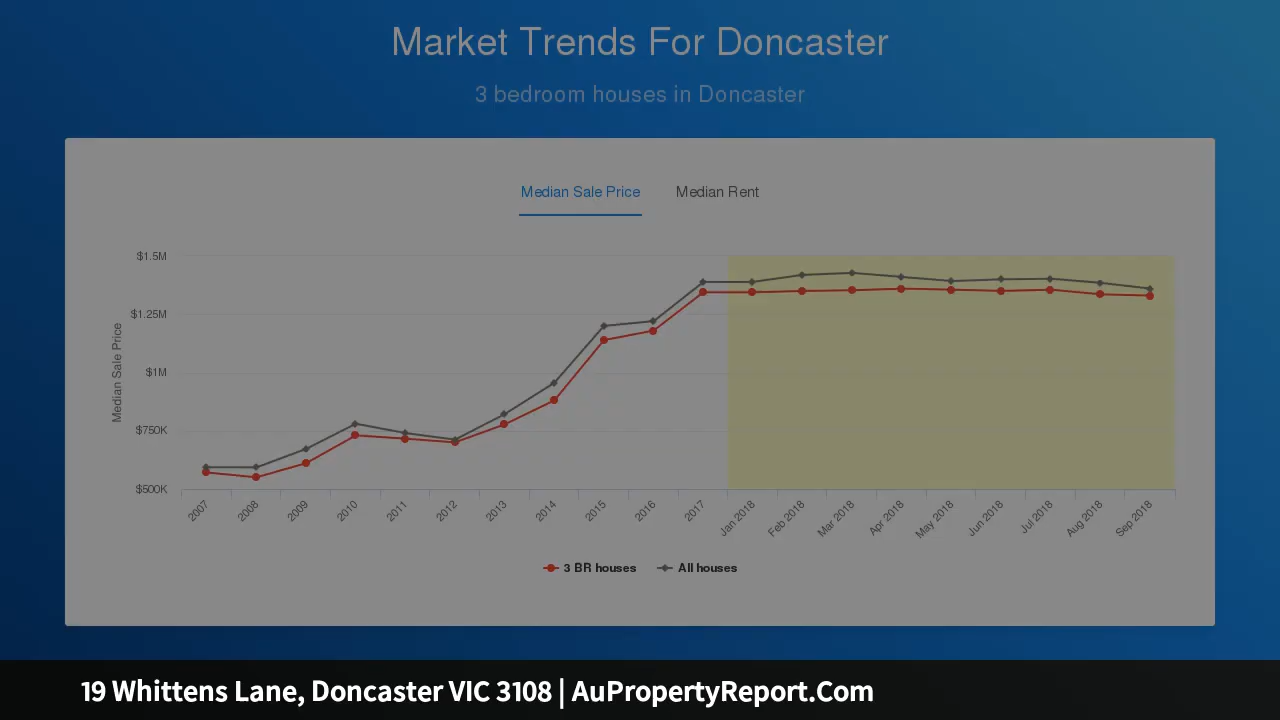 Market Trends For Doncaster
3 bedroom houses in Doncaster
Median Sale Price Median Rent
$1.5M
$1.25M
$1M
$750K
$500K
Median Sale Price
2007 2008 2009 2010 2011 2012 2013 2014 2015 2016 2017 Jan 2018 Feb 2018 Mar 2018 Apr 2018 May 2018 Jun 2018 Jul 2018 Aug 2018 Sep 2018
3 BR houses All houses
19 Whittens Lane, Doncaster VIC 3108 | AuPropertyReport.Com